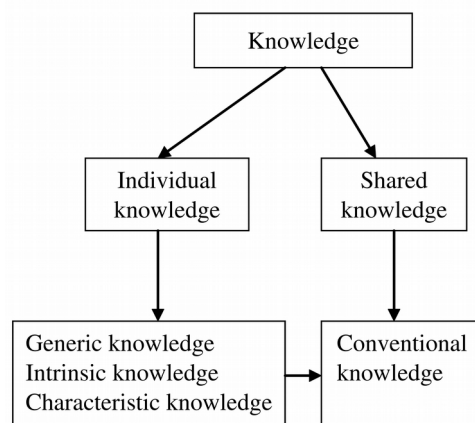 Knowledge
Individual
knowledge
Shared
knowledge
Generic knowledge
Intrinsic knowledge
Characteristic knowledge
Conventional
knowledge